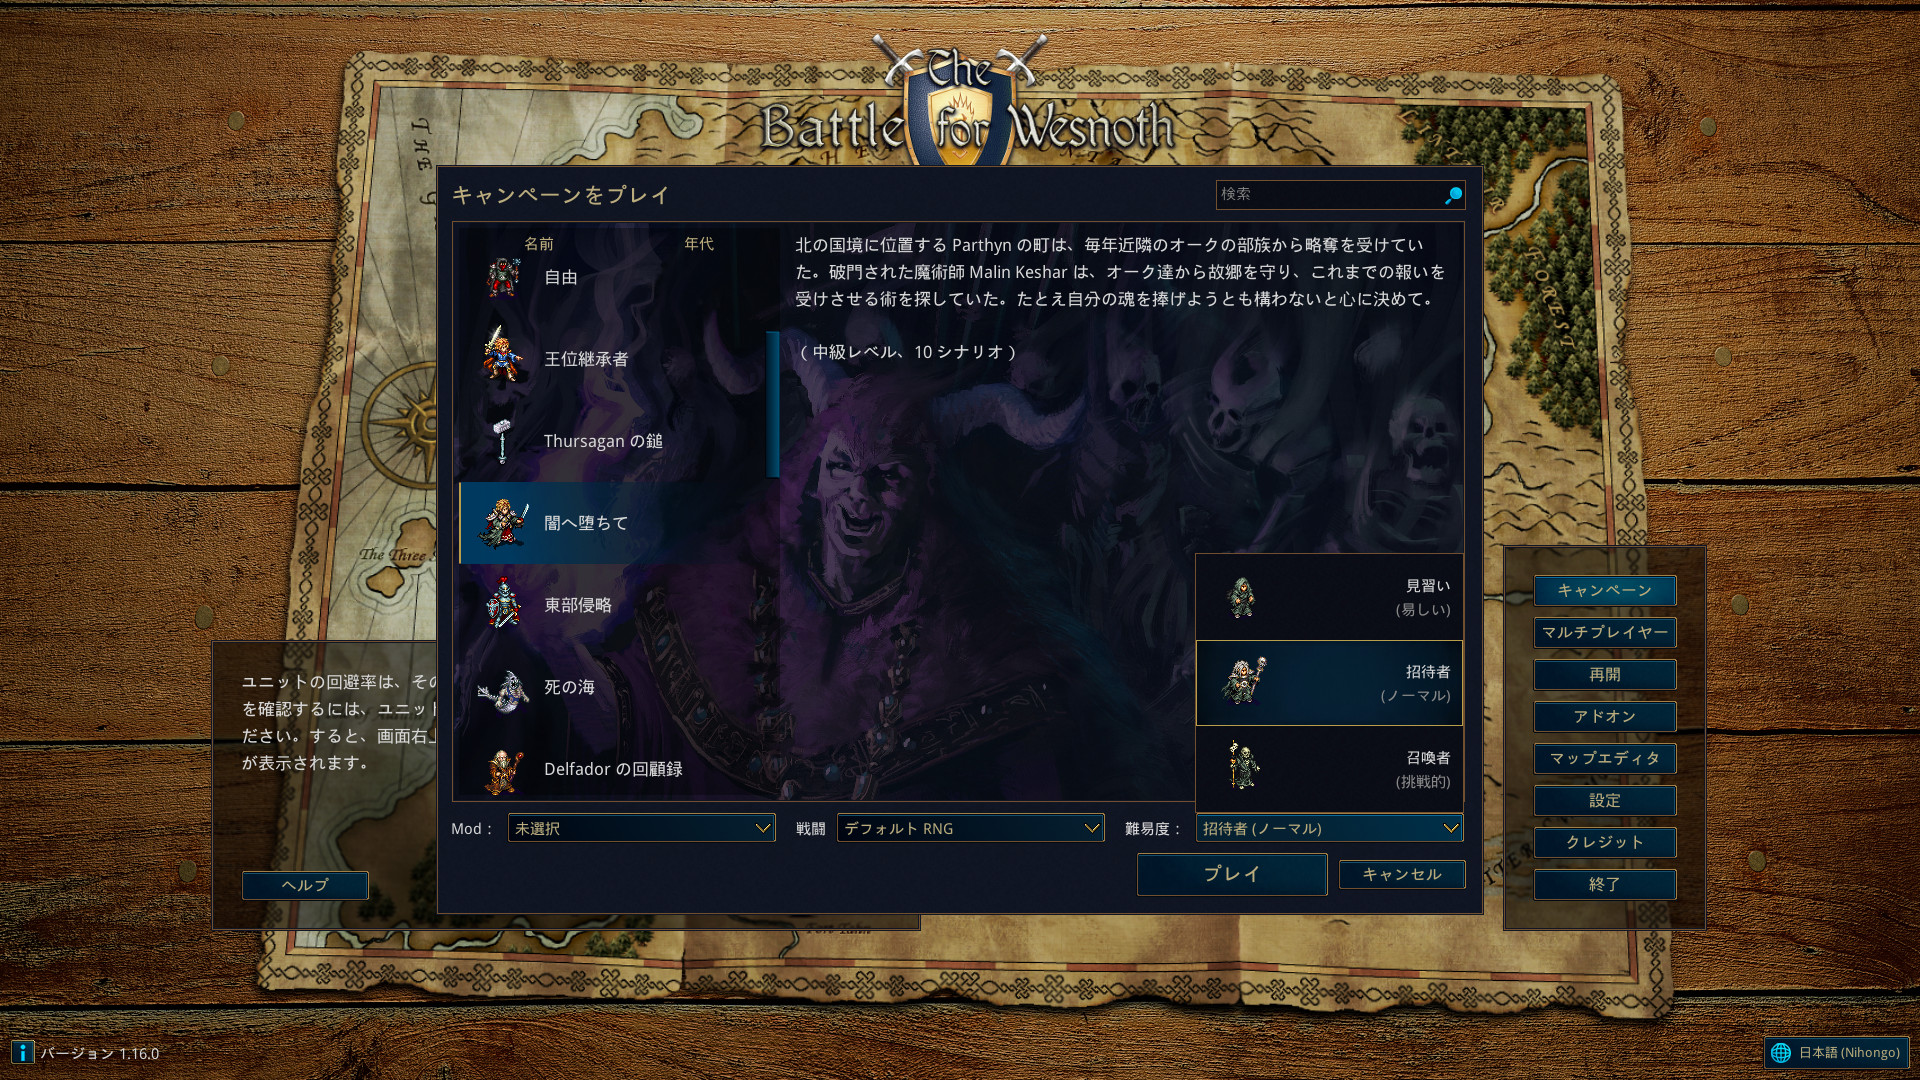 The
Battle for Wesnoth
キャンペーンをプレイ
検索
名前 年代
自由
王位継承者
Thursagan の鎚
闇へ堕ちて
東部侵略
死の海
Delfador の回顧録
北の国境に位置する Parthyn の町は、毎年近隣のオークの部族から略奪を受けてい
た。破門された魔術師 Malin Keshar は、オーク達から故郷を守り、これまでの報いを
受けさせる術を探していた。たとえ自分の魂を捧げようとも構わないと心に決めて。
( 中級レベル、10 シナリオ )
見習い
(易しい)
招待者
(ノーマル)
召喚者
(挑戦的)
Mod : 未選択 戦闘 デフォルト RNG 難易度 : 招待者 (ノーマル)
プレイ キャンセル
キャンペーン
マルチプレイヤー
再開
アドオン
マップエディタ
設定
クレジット
終了
ユニットの回避率は、その
を確認するには、ユニット
ださい。すると、画面右上
が表示されます。
ヘルプ
THE
The Three
FOREST
バージョン 1.16.0
日本語 (Nihongo)